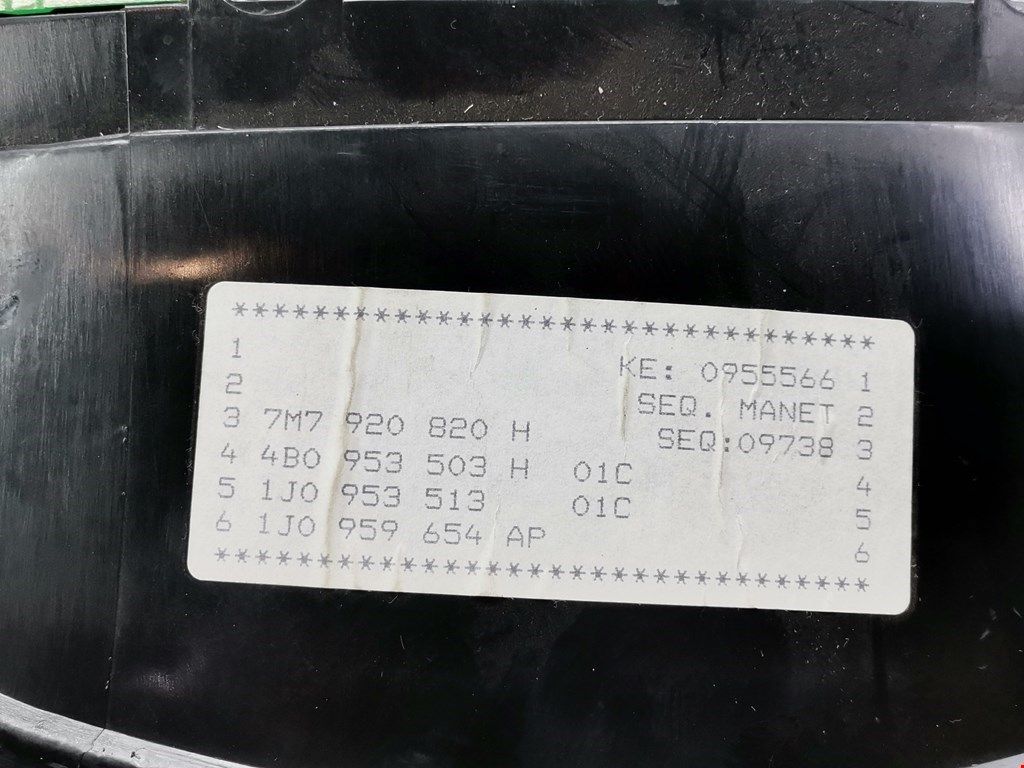 ******************************
1 KE: 0955566 1
2 SEQ. MANET 2
3 7M7 920 820 H SEQ:09738 3
4 4B0 953 503 H 01C 4
5 1J0 953 513 01C 5
6 1J0 959 654 AP 6
******************************